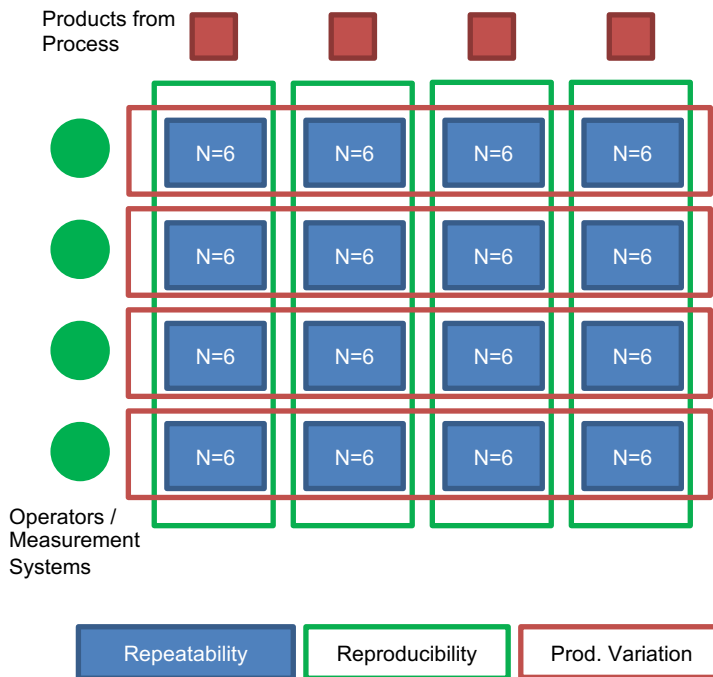 Products from
Process
N=6 N=6 N=6 N=6
N=6 N=6 N=6 N=6
N=6 N=6 N=6 N=6
N=6 N=6 N=6 N=6
Operators /
Measurement
Systems
Repeatability Reproducibility Prod. Variation